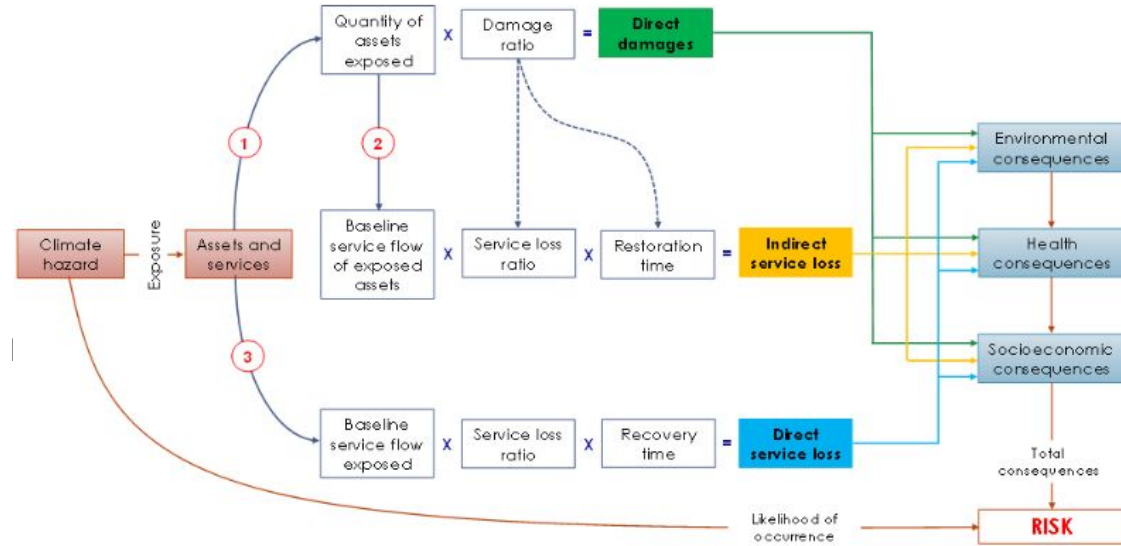 Quantity of
assets
exposed
X
Damage
ratio
=
Direct
damages
1
2
Environmental
consequences
Climate
hazard
Exposure
Assets and
services
Baseline
service flow
of exposed
assets
X
Service loss
ratio
X
Restoration
time
=
Indirect
service loss
Health
consequences
3
Socioeconomic
consequences
Baseline
service flow
exposed
X
Service loss
ratio
X
Recovery
time
=
Direct
service loss
Total
consequences
Likelihood of
occurrence
RISK